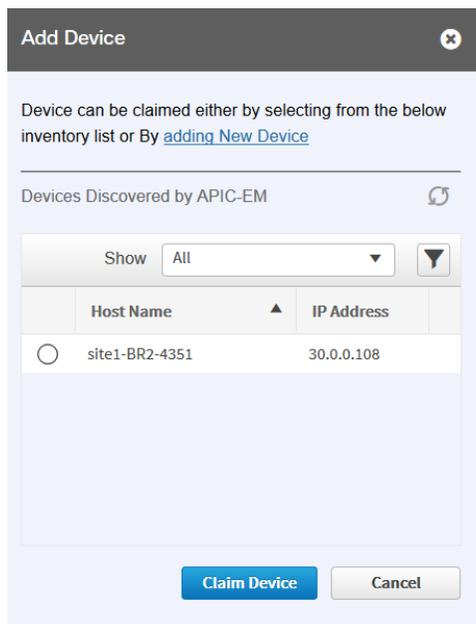 Add Device
Device can be claimed either by selecting from the below
inventory list or By adding New Device
Devices Discovered by APIC-EM
Show All
Host Name IP Address
site1-BR2-4351 30.0.0.108
Claim Device Cancel